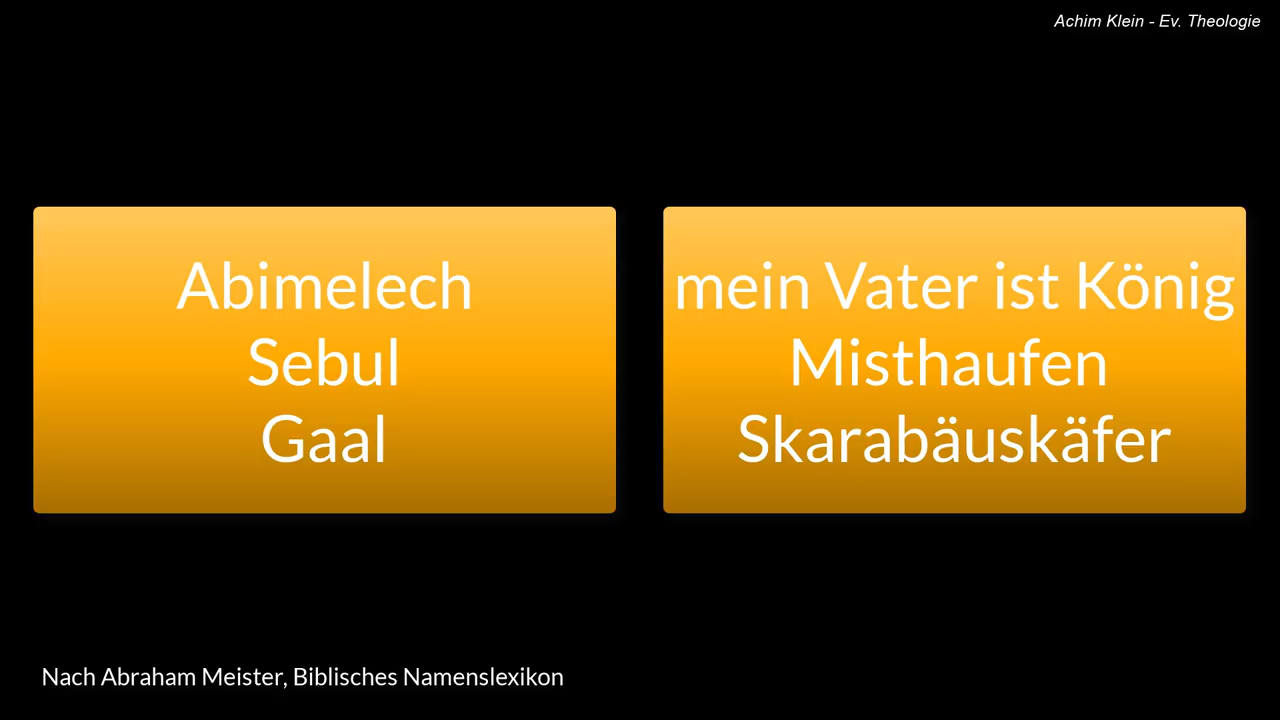 Achim Klein - Ev. Theologie
Abimelech
Sebul
Gaal
mein Vater ist König
Misthaufen
Skarabäuskäfer
Nach Abraham Meister, Biblisches Namenslexikon